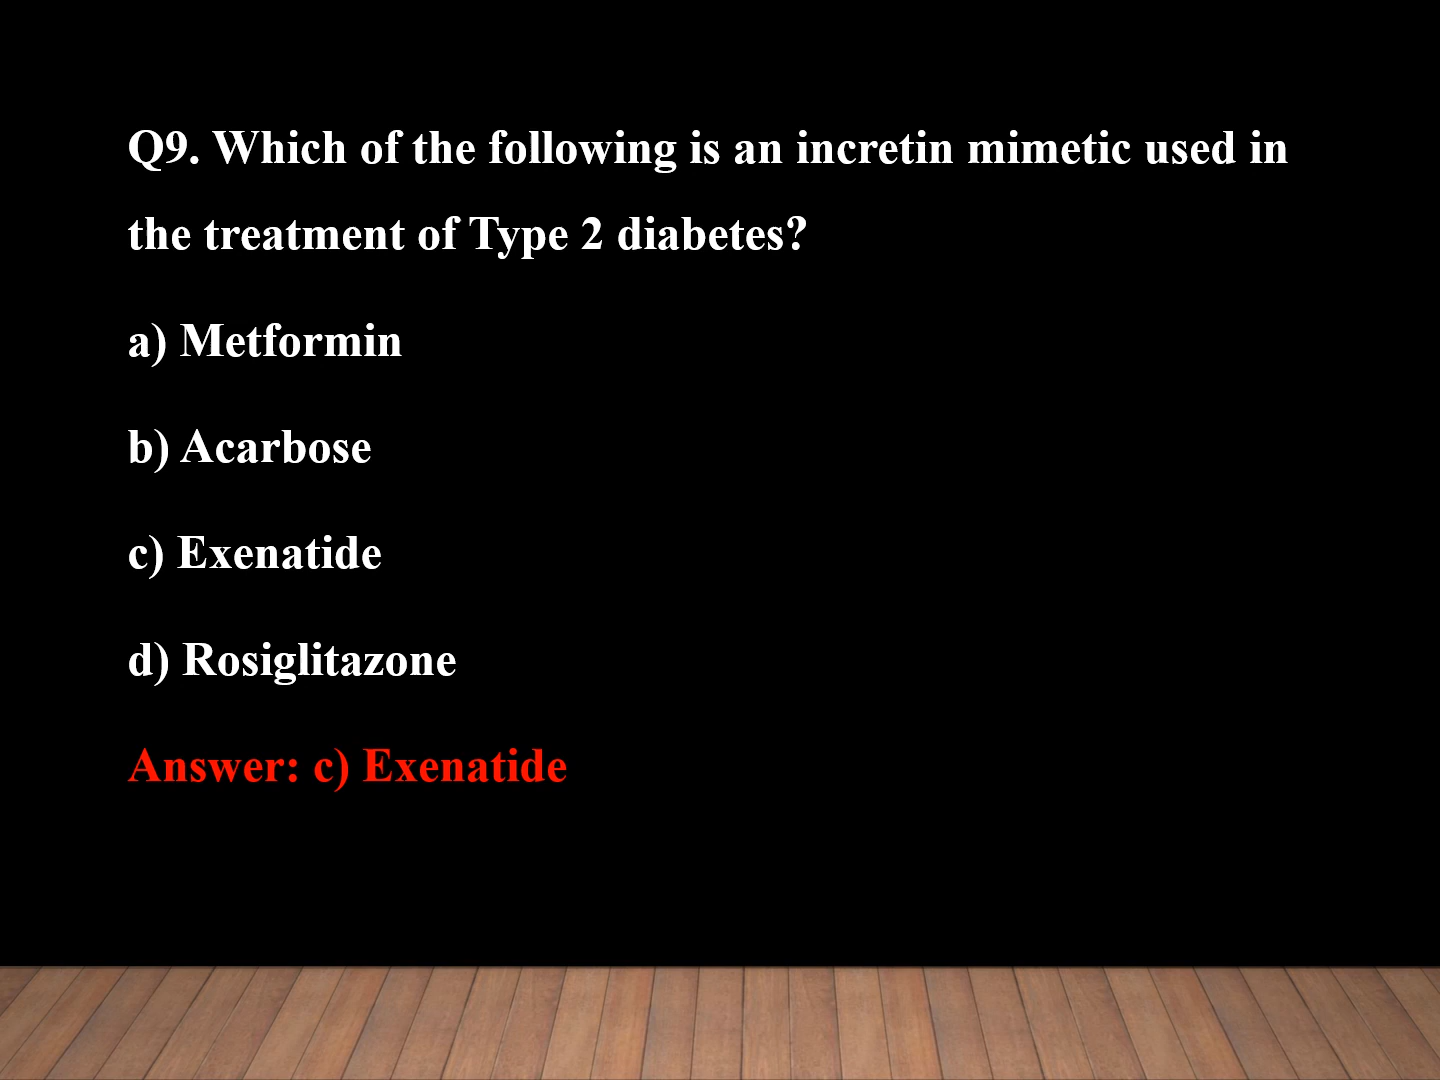 Q9. Which of the following is an incretin mimetic used in
the treatment of Type 2 diabetes?
a) Metformin
b) Acarbose
c) Exenatide
d) Rosiglitazone
Answer: c) Exenatide